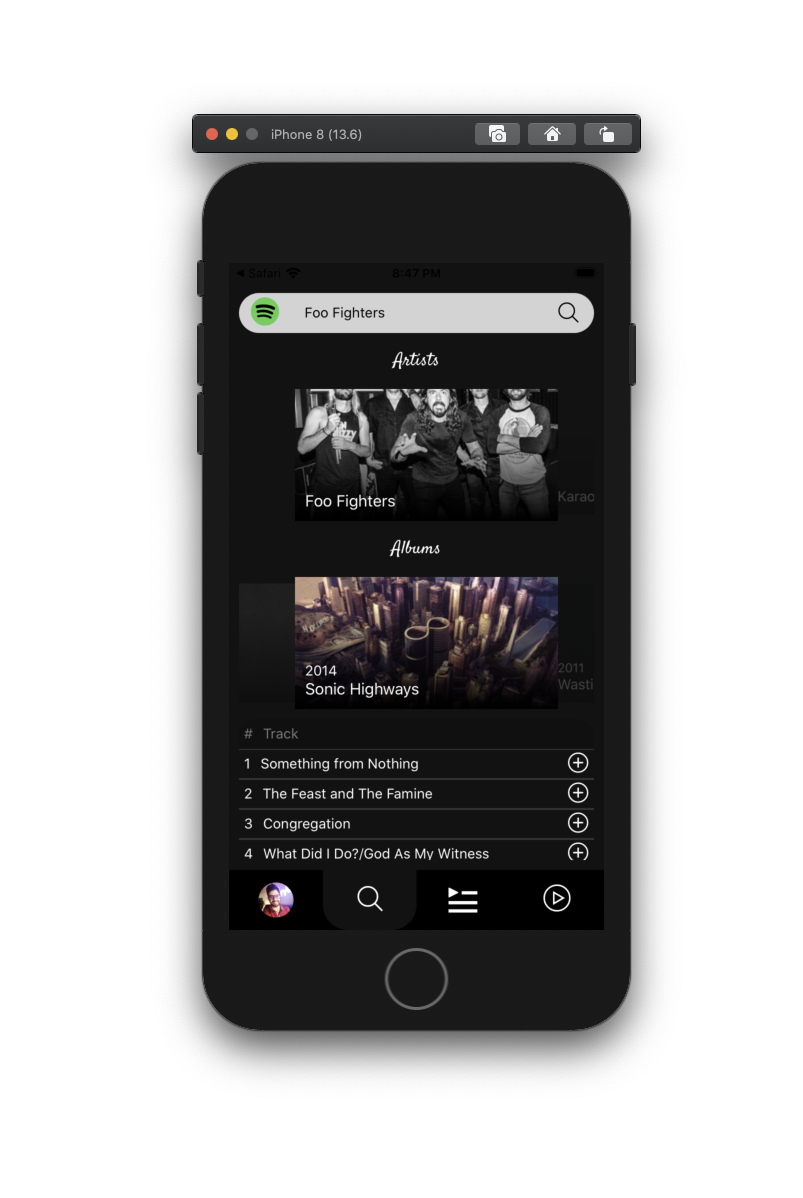 iPhone 8 (13.6)
◀ Safari 8:47 PM
Foo Fighters
Artists
Foo Fighters
Karao
Albums
2014
Sonic Highways
2011
Wasti
# Track
1 Something from Nothing
2 The Feast and The Famine
3 Congregation
4 What Did I Do?/God As My Witness